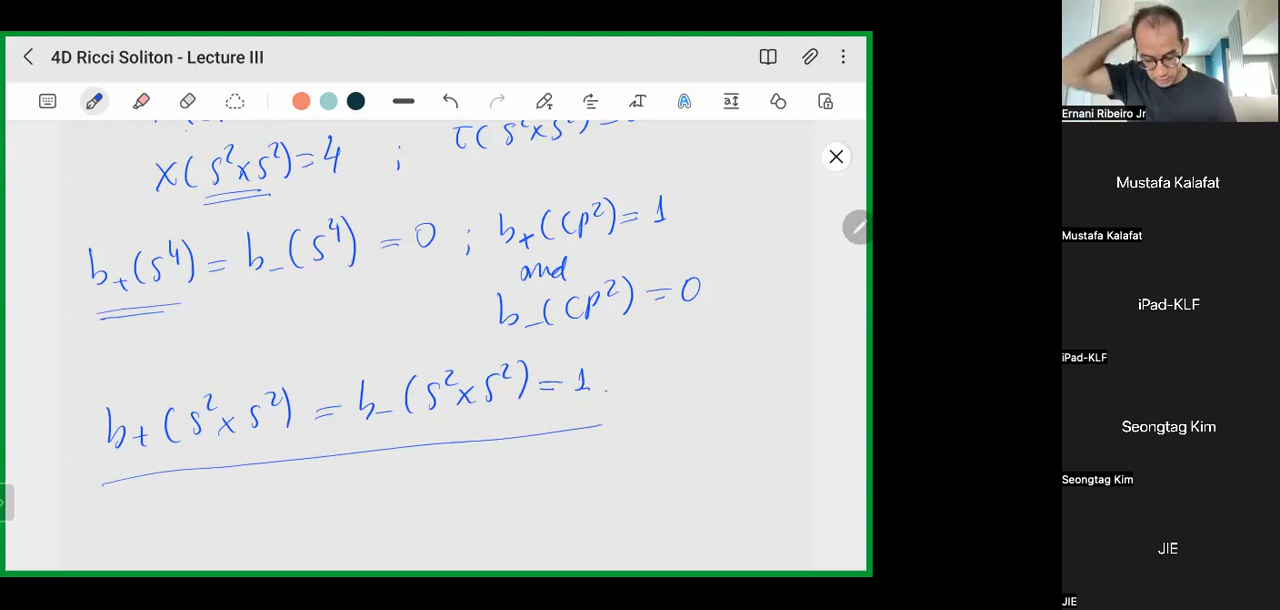 4D Ricci Soliton - Lecture III
χ(S²×S²)=4 ; τ(S²×S²)=
b₊(S⁴) = b₋(S⁴) = 0 ; b₊(CP²) = 1
and
b₋(CP²) = 0
b₊(S²×S²) = b₋(S²×S²) = 1.
Ernani Ribeiro Jr
Mustafa Kalafat
Mustafa Kalafat
iPad-KLF
iPad-KLF
Seongtag Kim
Seongtag Kim
JIE
JIE